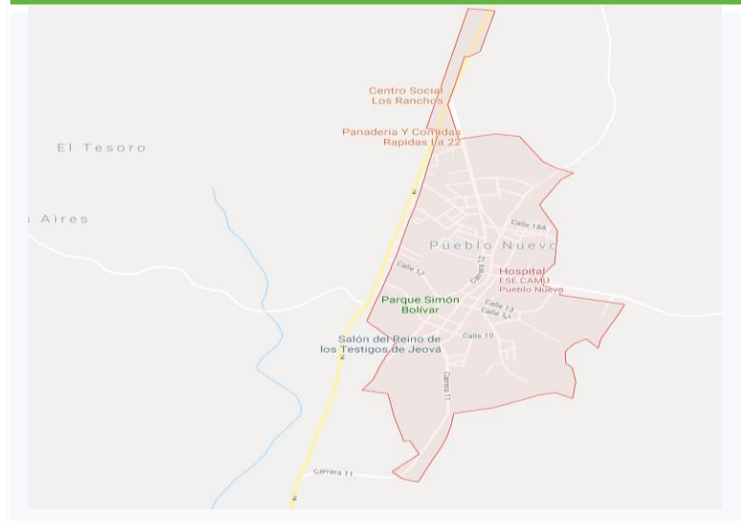 Centro Social
Los Ranchos
Panaderia Y Comidas
Rapidas La 22
El Tesoro
Aires
Calle 18A
Pueblo Nuevo
Calle 12
Carrera 12
Hospital
ESE CAMU
Pueblo Nuevo
Parque Simón
Bolívar
Calle 13
Salón del Reino de
los Testigos de Jeová
Calle 10
Carrera 11
Carrera 11